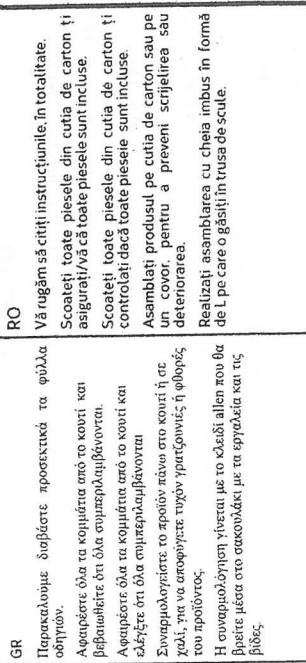 GR
Παρακαλούμε διαβάστε προσεκτικά τα φύλλα
οδηγιών.
Αφαιρέστε όλα τα κομμάτια από το κουτί και
βεβαιωθείτε ότι όλα συμπεριλαμβάνονται.
Αφαιρέστε όλα τα κομμάτια από το κουτί και
ελέγξτε ότι όλα συμπεριλαμβάνονται
Συναρμολογείστε το προϊόν πάνω στο κουτί ή σε
χαλί, για να αποφύγετε τυχόν γρατζουνιές ή φθορές
του προϊόντος.
Η συναρμολόγηση γίνεται με το κλειδί allen που θα
βρείτε μέσα στο σακουλάκι με τα εργαλεία και τις
βίδες.
RO
Vă rugăm să citiți instrucțiunile, în totalitate.
Scoateți toate piesele din cutia de carton ți
asigurați/vă că toate piesele sunt incluse.
Scoateți toate piesele din cutia de carton ți
controlați dacă toate piesele sunt incluse.
Asamblați produsul pe cutia de carton sau pe
un covor, pentru a preveni scrijelirea sau
deteriorarea.
Realizați asamblarea cu cheia imbus în formă
de L pe care o găsiți în trusa de scule.